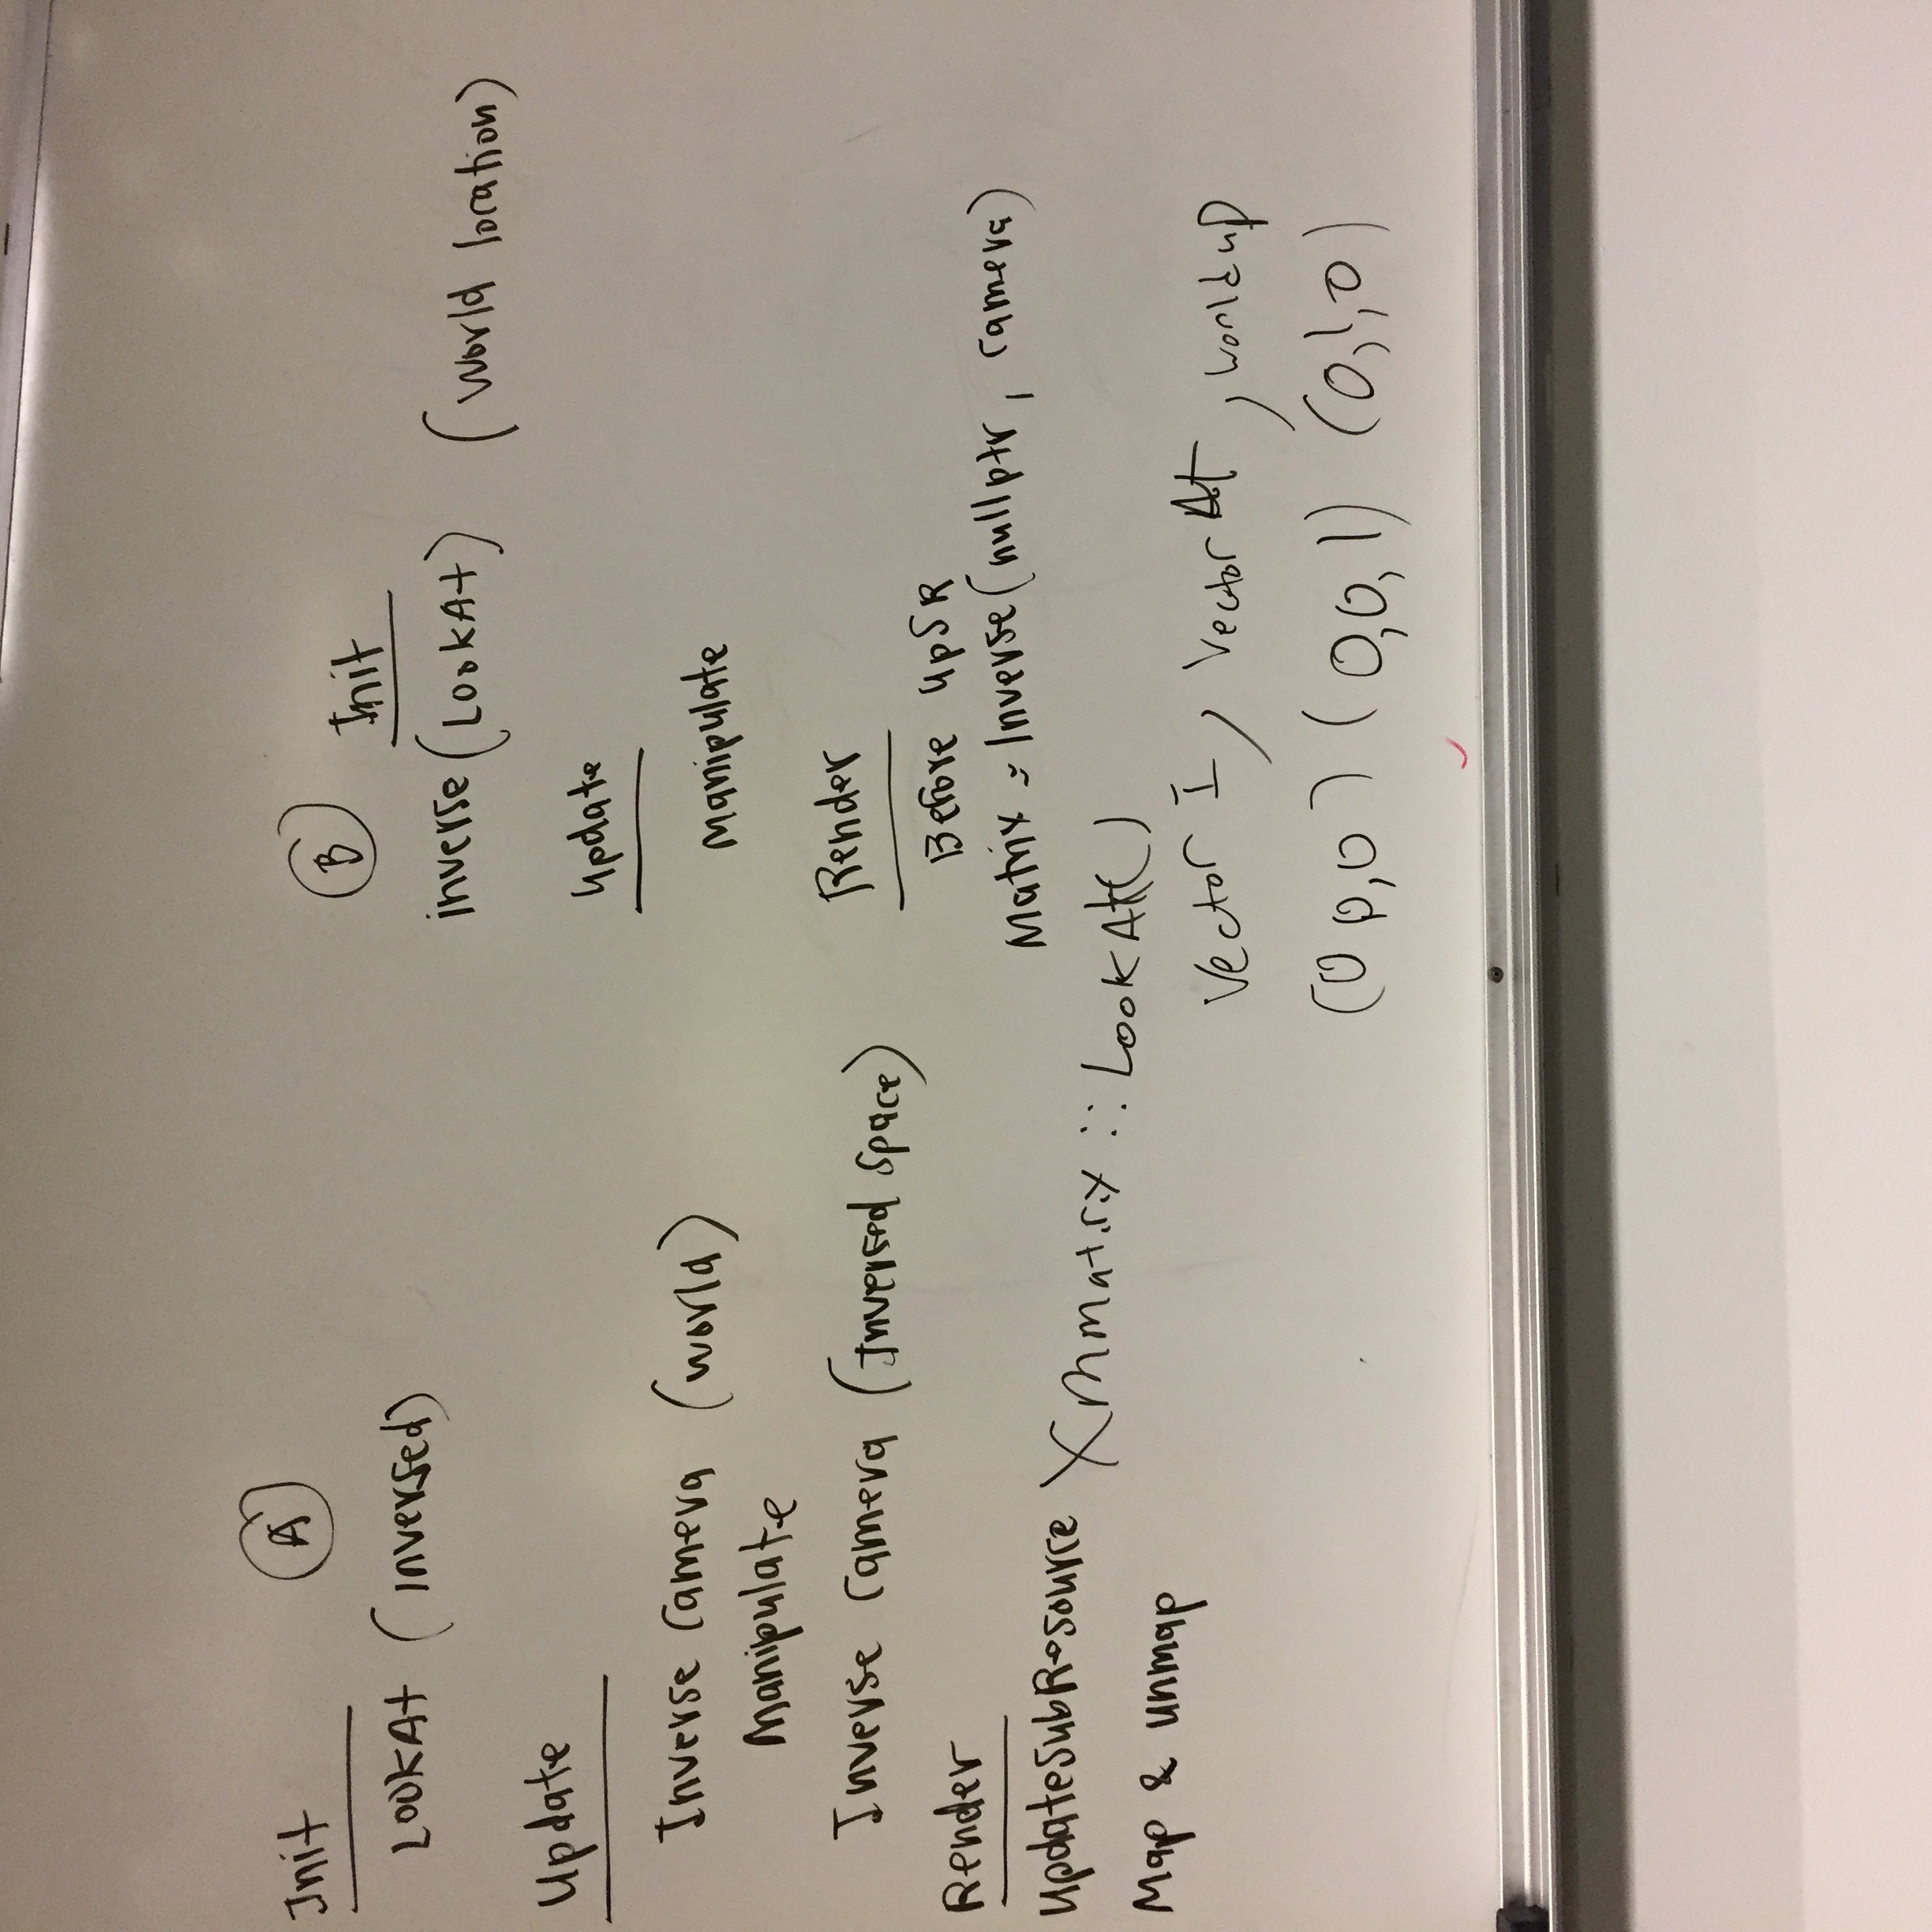 A
Init
LookAt (inversed)
Update
Inverse camera (world)
Manipulate
Inverse camera (Inversed space)
Render
UpdateSubResource
Map & unmap
B
Init
inverse (LookAt) (world location)
Update
Manipulate
Render
Before UpSR
Matrix = Inverse(nullptr, camera)
XMmatrix :: LookAt()
Vector I, Vector At, world up
(0 0,0) (0,0,1) (0,1,0)